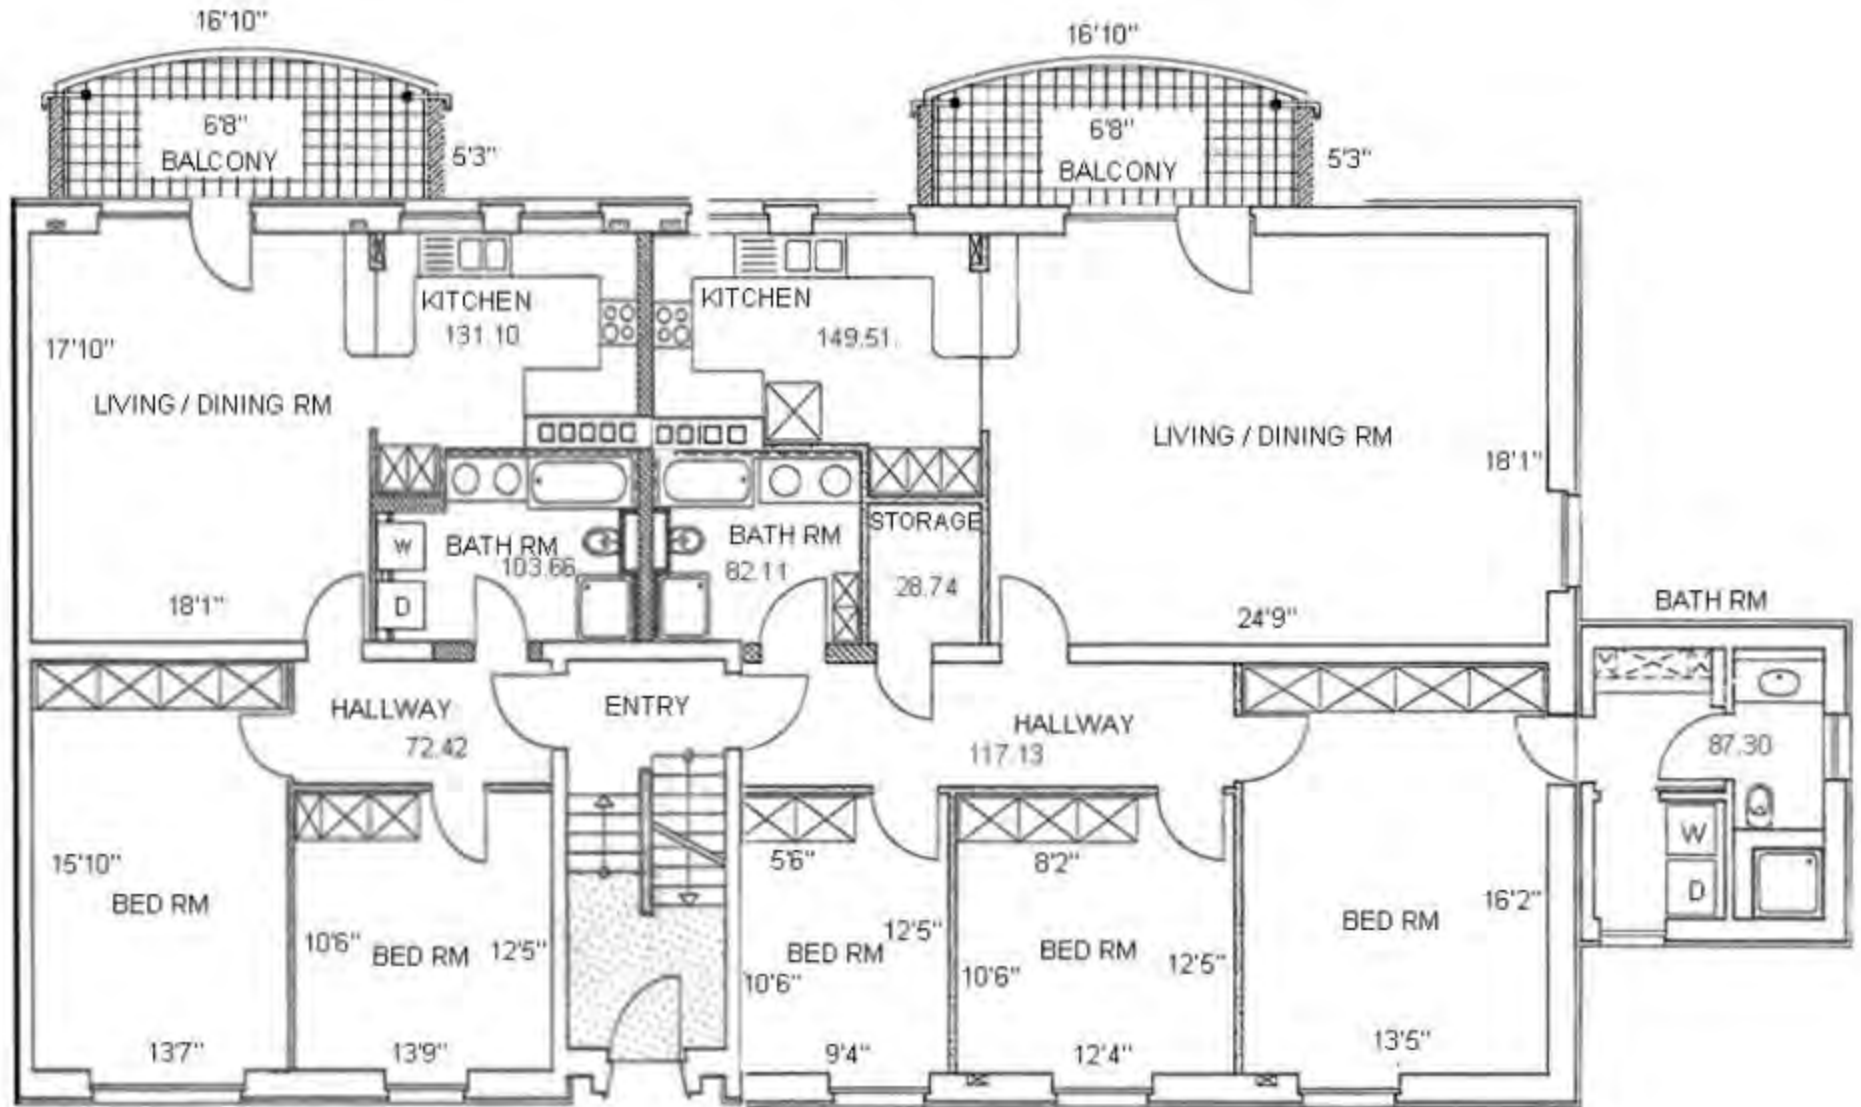 16'10"
16'10"
6'8"
BALCONY
5'3"
6'8"
BALCONY
5'3"
KITCHEN
131.10
KITCHEN
149.51
17'10"
LIVING / DINING RM
LIVING / DINING RM
18'1"
W
BATH RM
103.66
BATH RM
82.11
STORAGE
28.74
D
18'1"
24'9"
BATH RM
HALLWAY
72.42
ENTRY
HALLWAY
117.13
87.30
W
D
15'10"
BED RM
10'6"
BED RM
12'5"
13'7"
13'9"
5'6"
BED RM
12'5"
10'6"
9'4"
8'2"
BED RM
10'6"
12'5"
12'4"
BED RM
16'2"
13'5"